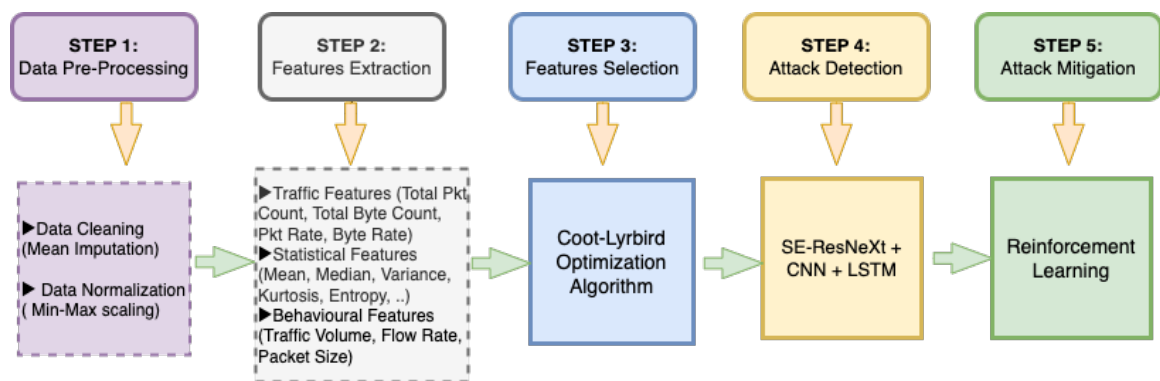 STEP 1:
Data Pre-Processing
STEP 2:
Features Extraction
STEP 3:
Features Selection
STEP 4:
Attack Detection
STEP 5:
Attack Mitigation
▶Data Cleaning
(Mean Imputation)
▶ Data Normalization
( Min-Max scaling)
▶Traffic Features (Total Pkt
Count, Total Byte Count,
Pkt Rate, Byte Rate)
▶Statistical Features
(Mean, Median, Variance,
Kurtosis, Entropy, ..)
▶Behavioural Features
(Traffic Volume, Flow Rate,
Packet Size)
Coot-Lyrbird
Optimization
Algorithm
SE-ResNeXt +
CNN + LSTM
Reinforcement
Learning